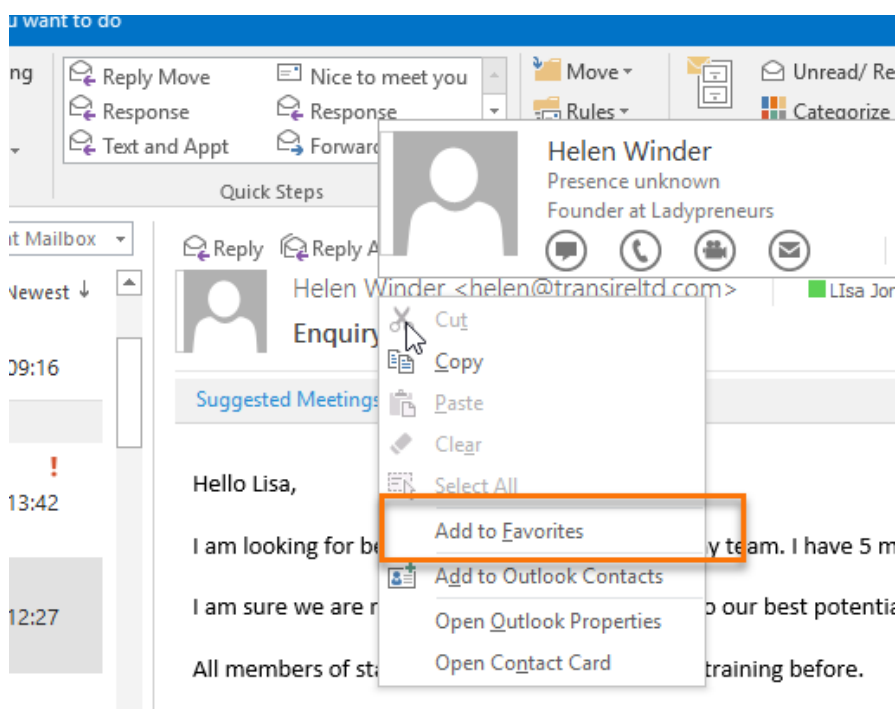 want to do
ng
Reply Move
Nice to meet you
Move
Unread/ Re
Response
Response
Rules
Categorize
Text and Appt
Forward
Quick Steps
Helen Winder
Presence unknown
Founder at Ladypreneurs
t Mailbox
Reply
Reply A
Newest ↓
Helen Winder <helen@transireltd.com>
LIsa Jor
Enquiry
09:16
Suggested Meetings
!
13:42
12:27
Cut
Copy
Paste
Clear
Select All
Add to Favorites
Add to Outlook Contacts
Open Outlook Properties
Open Contact Card
Hello Lisa,
I am looking for be y team. I have 5 m
I am sure we are r o our best potentia
All members of sta training before.